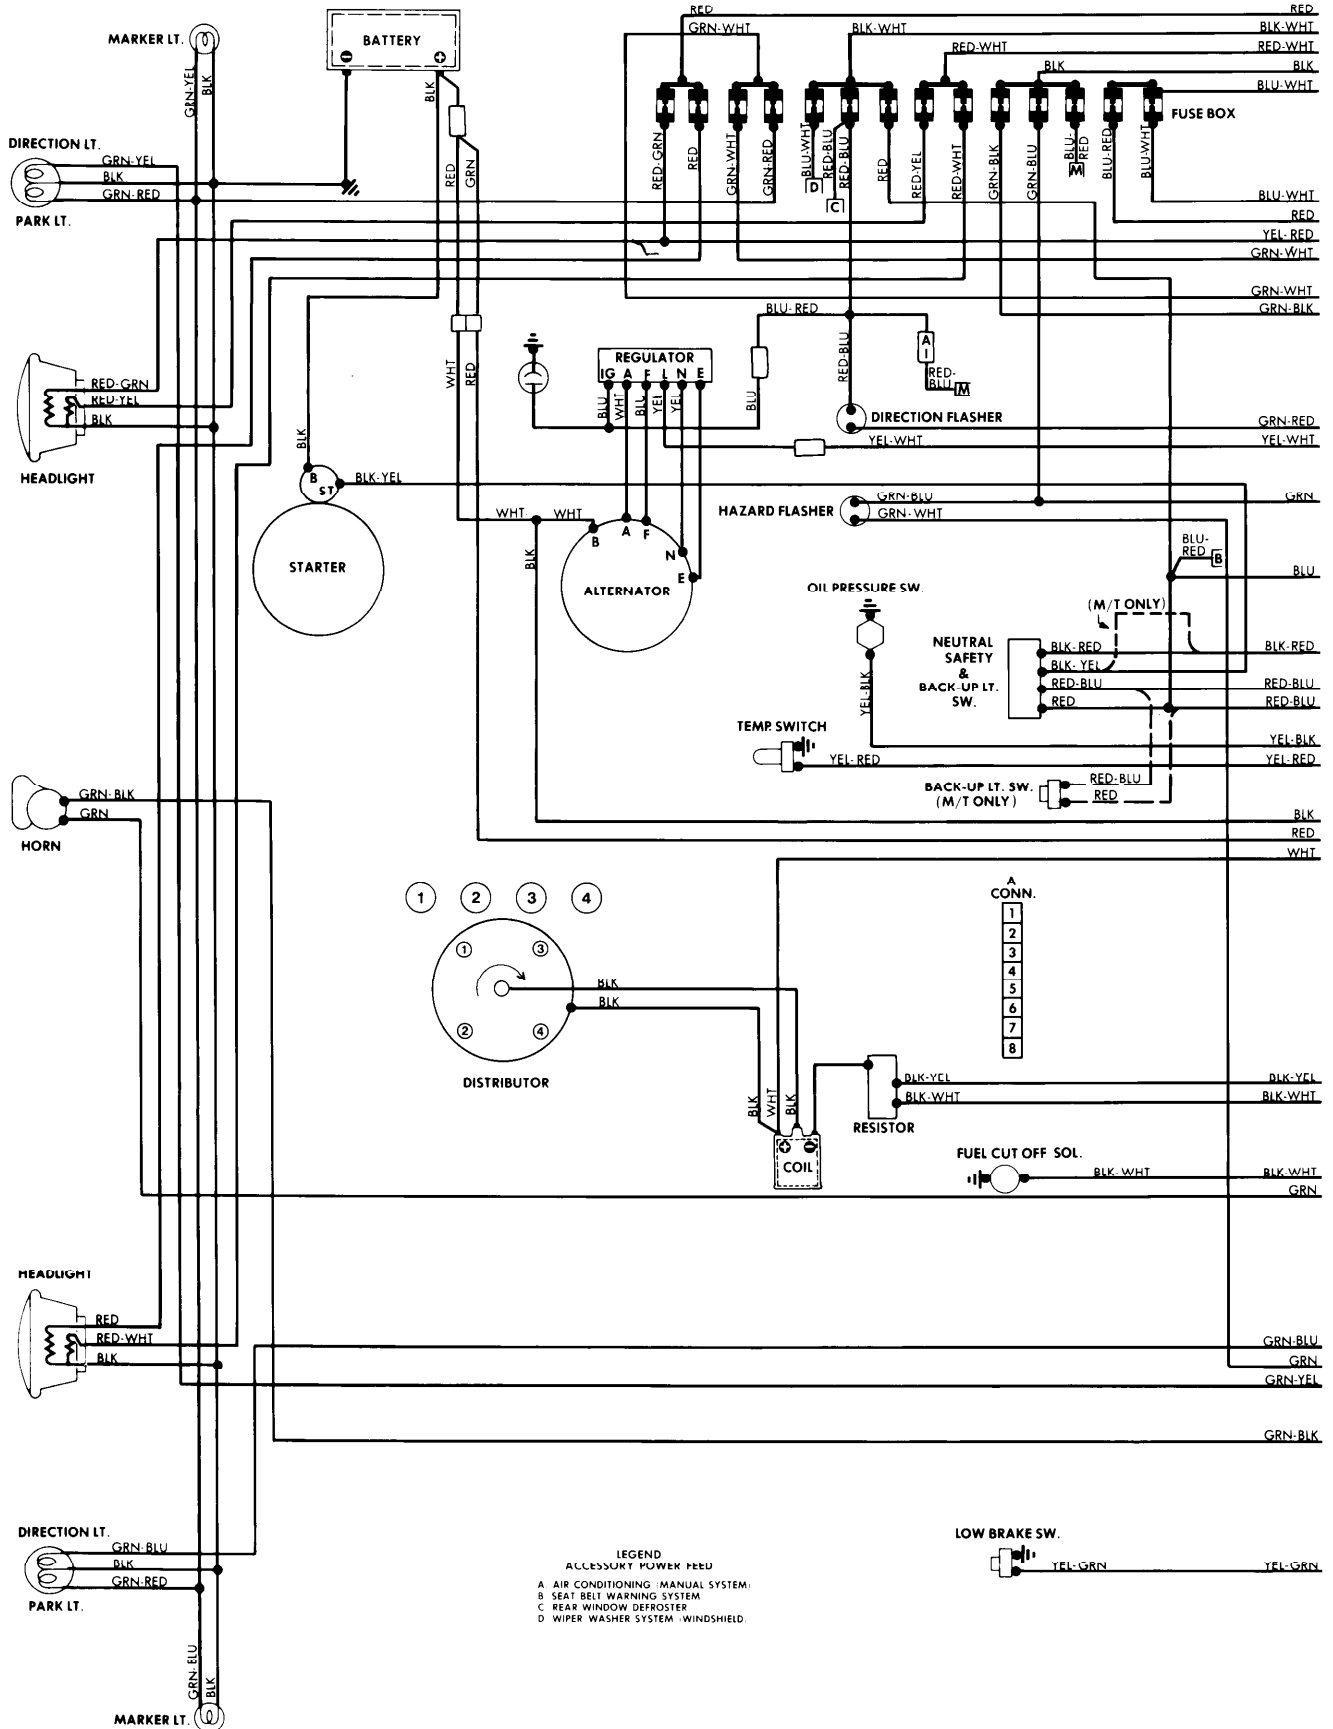 RED
RED
GRN-WHT
BLK-WHT
BLK-WHT
RED-WHT
RED-WHT
BLK
BLK
BLU-WHT
MARKER LT.
BATTERY
FUSE BOX
GRN-YEL
BLK
BLK
DIRECTION LT.
GRN-YEL
BLK
GRN-RED
PARK LT.
RED
GRN
RED-GRN
RED
GRN-WHT
GRN-RED
BLU-WHT
RED-BLU
RED-BLU
RED
RED-YEL
RED-WHT
GRN-BLK
GRN-BLU
BLU-RED
M
BLU-RED
BLU-WHT
D
C
BLU-WHT
RED
YEL-RED
GRN-WHT
GRN-WHT
GRN-BLK
BLU-RED
RED-BLU
A
1
RED-BLU
M
REGULATOR
IG A F L N E
BLU
WHT
BLU
YEL
YEL
BLU
WHT
RED
RED-GRN
RED-YEL
BLK
HEADLIGHT
DIRECTION FLASHER
GRN-RED
YEL-WHT
YEL-WHT
BLK
B
ST
BLK-YEL
STARTER
WHT
WHT
BLK
B A F
N
E
ALTERNATOR
HAZARD FLASHER
GRN-BLU
GRN-WHT
GRN
BLU-RED
B
BLU
OIL PRESSURE SW.
(M/T ONLY)
NEUTRAL
SAFETY
&
BACK-UP LT.
SW.
BLK-RED
BLK-YEL
RED-BLU
RED
BLK-RED
RED-BLU
RED-BLU
YEL-BLK
YEL-BLK
TEMP. SWITCH
YEL-RED
YEL-RED
BACK-UP LT. SW.
(M/T ONLY)
RED-BLU
RED
GRN-BLK
GRN
HORN
BLK
RED
WHT
1 2 3 4
A
CONN.
1
2
3
4
5
6
7
8
1 3
2 4
BLK
BLK
DISTRIBUTOR
BLK
WHT
BLK
COIL
RESISTOR
BLK-YEL
BLK-YEL
BLK-WHT
BLK-WHT
FUEL CUT OFF SOL.
BLK-WHT
BLK-WHT
GRN
HEADLIGHT
RED
RED-WHT
BLK
GRN-BLU
GRN
GRN-YEL
GRN-BLK
DIRECTION LT.
GRN-BLU
BLK
GRN-RED
PARK LT.
LEGEND
ACCESSORY POWER FEED
A. AIR CONDITIONING (MANUAL SYSTEM)
B SEAT BELT WARNING SYSTEM
C REAR WINDOW DEFROSTER
D WIPER WASHER SYSTEM (WINDSHIELD)
LOW BRAKE SW.
YEL-GRN
YEL-GRN
GRN-BLU
BLK
MARKER LT.